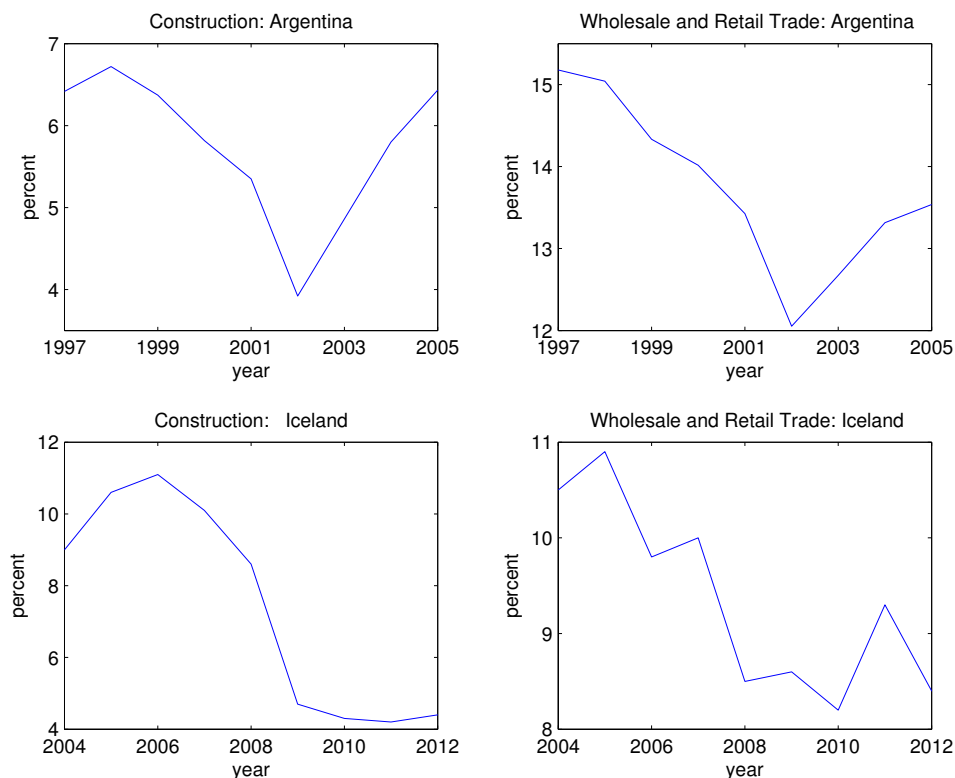 Construction: Argentina
7
6
5
4
percent
1997 1999 2001 2003 2005
year
Wholesale and Retail Trade: Argentina
15
14
13
12
percent
1997 1999 2001 2003 2005
year
Construction: Iceland
12
10
8
6
4
percent
2004 2006 2008 2010 2012
year
Wholesale and Retail Trade: Iceland
11
10
9
8
percent
2004 2006 2008 2010 2012
year